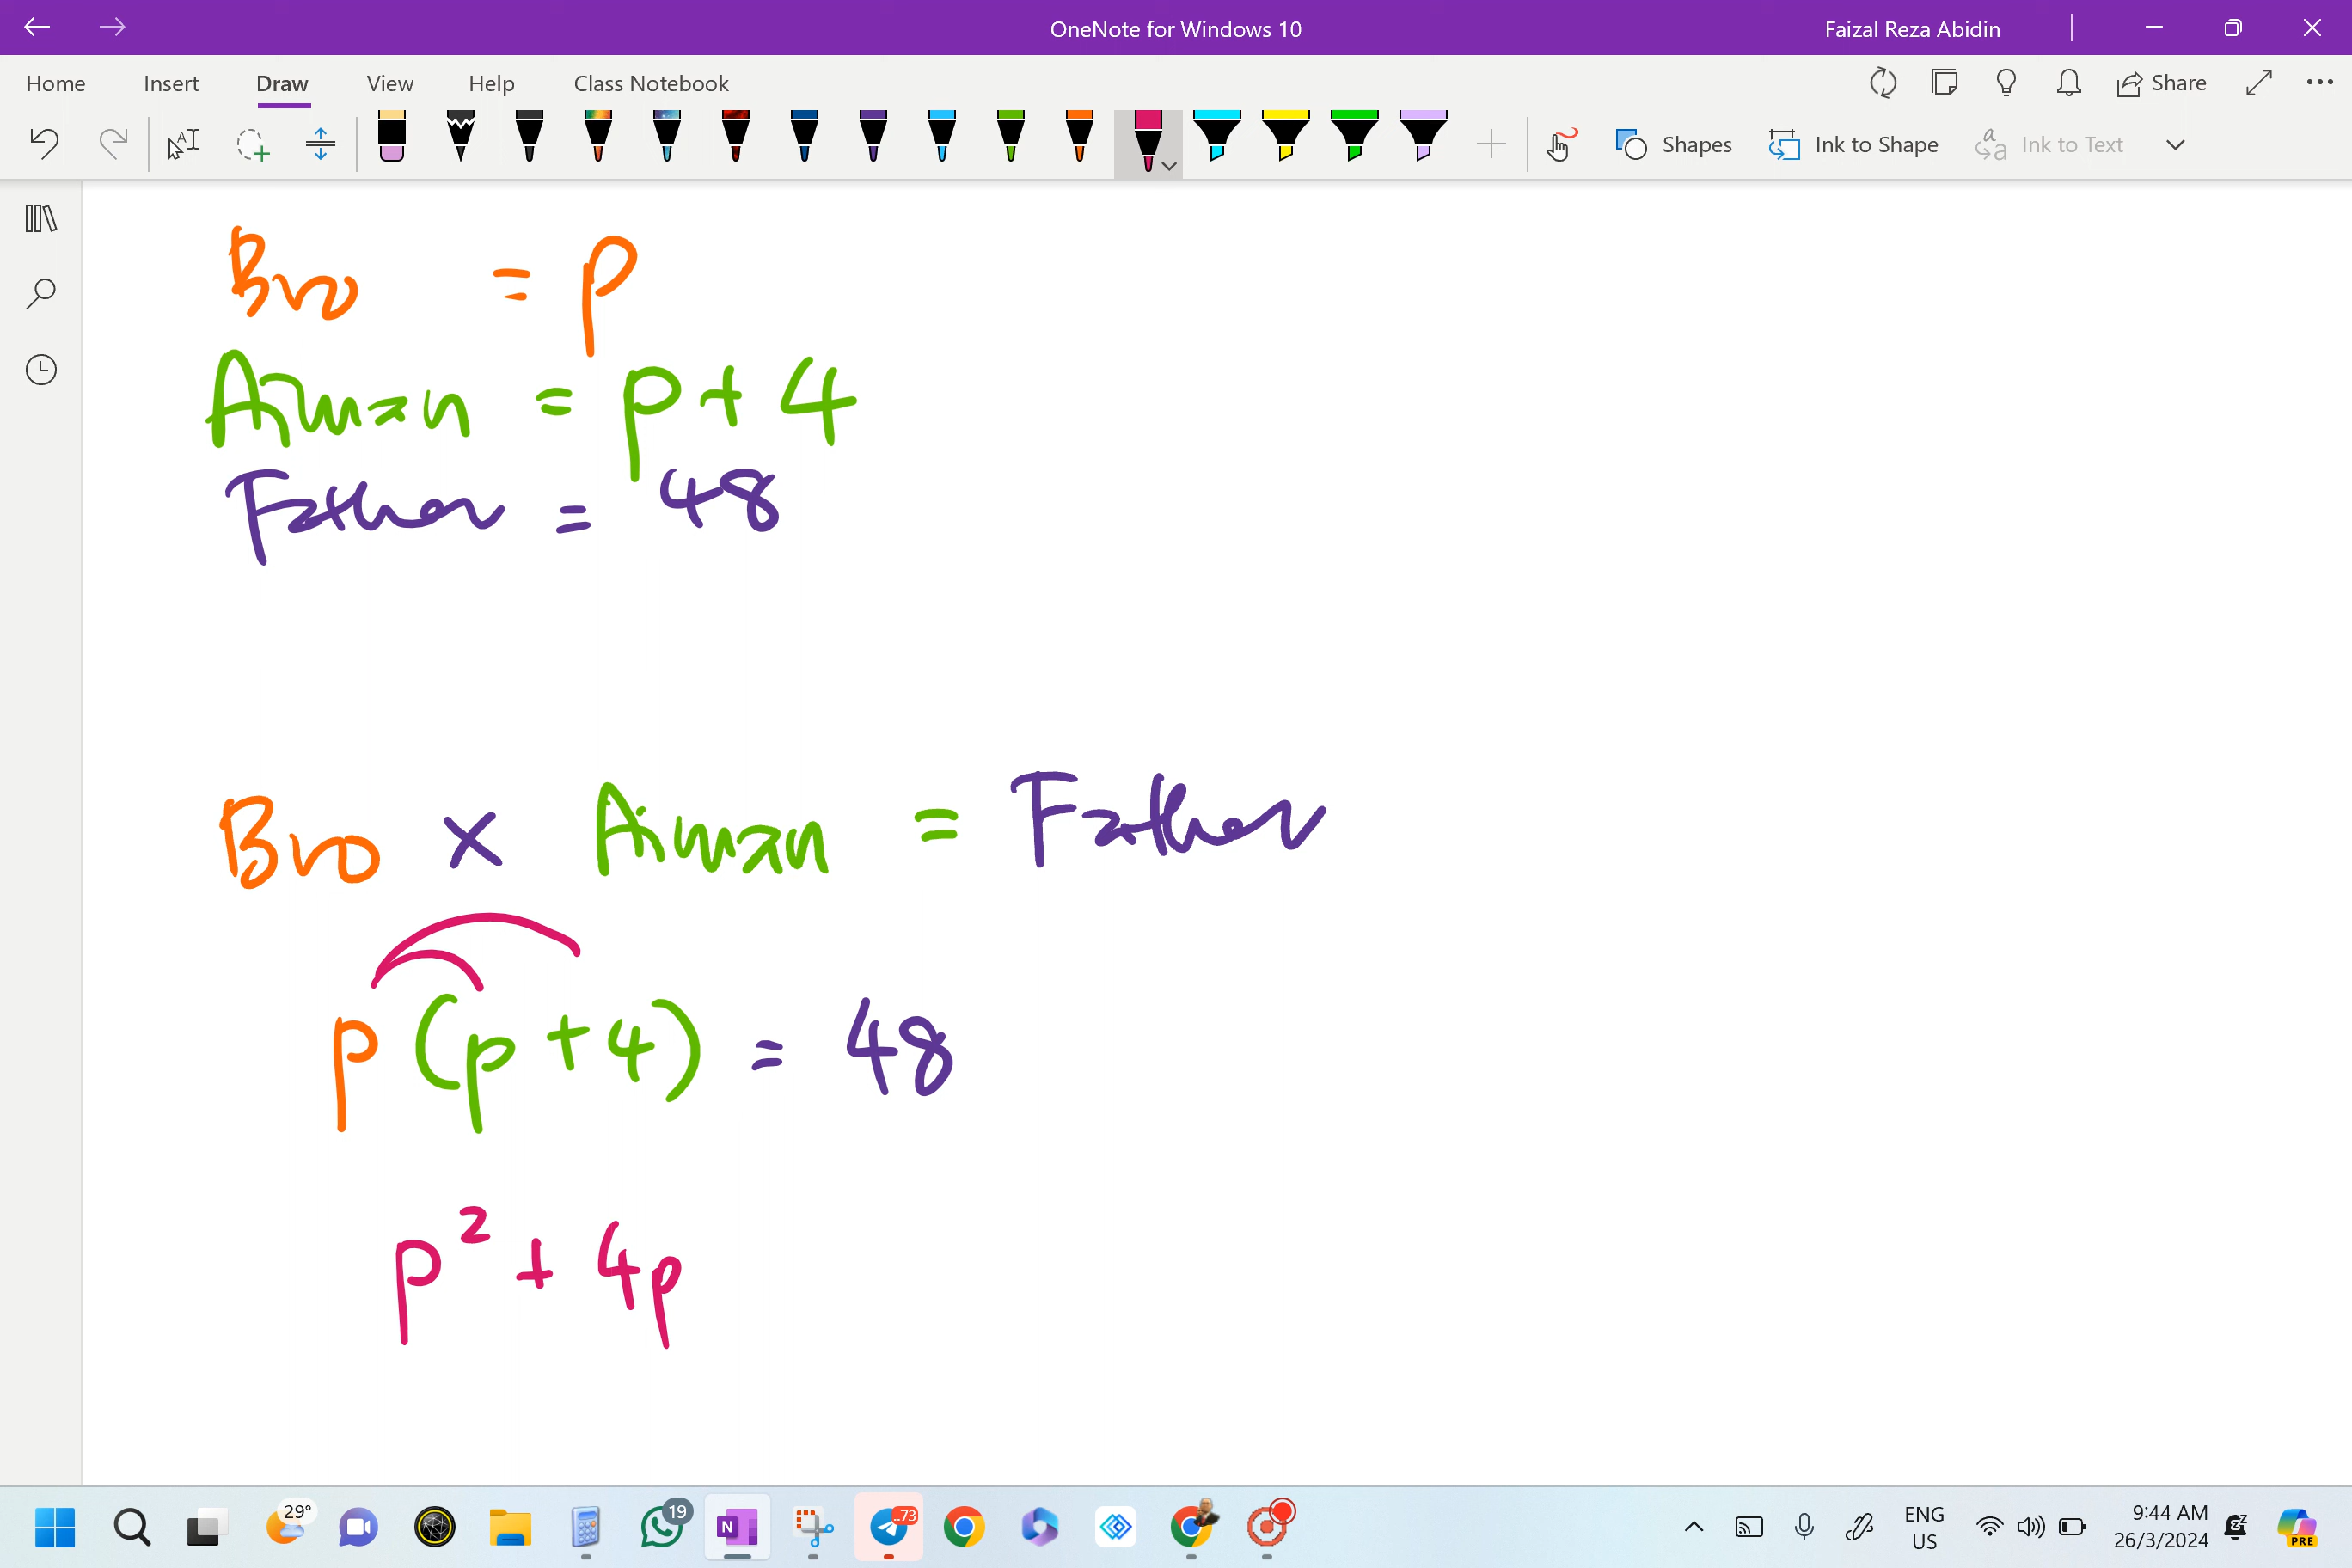 OneNote for Windows 10 Faizal Reza Abidin
Home Insert Draw View Help Class Notebook Share
Shapes Ink to Shape Ink to Text
Bro = p
Aiman = p + 4
Father = 48
Bro × Aiman = Father
p (p + 4) = 48
p² + 4p
29° 19 ..73 ENG 9:44 AM
US 26/3/2024 PRE